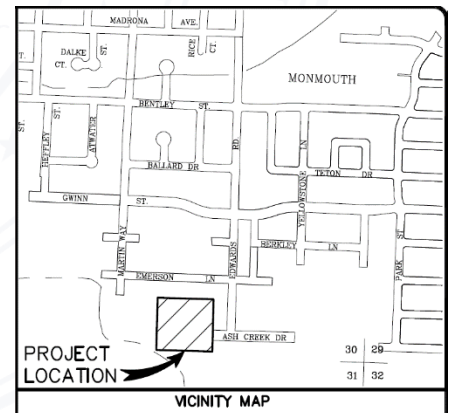 MADRONA AVE.
DALKE CT.
ST.
RICE CT.
T.
MONMOUTH
BENTLEY ST.
ST.
HEFFLEY ST.
ATWATER
RD.
LN
BALLARD DR
TETON DR
GWINN ST.
YELLOWSTONE
MARTIN WAY
EDWARDS
BERKLEY LN
PARK ST
EMERSON LN
ASH CREEK DR
PROJECT
LOCATION
30 29
31 32
VICINITY MAP